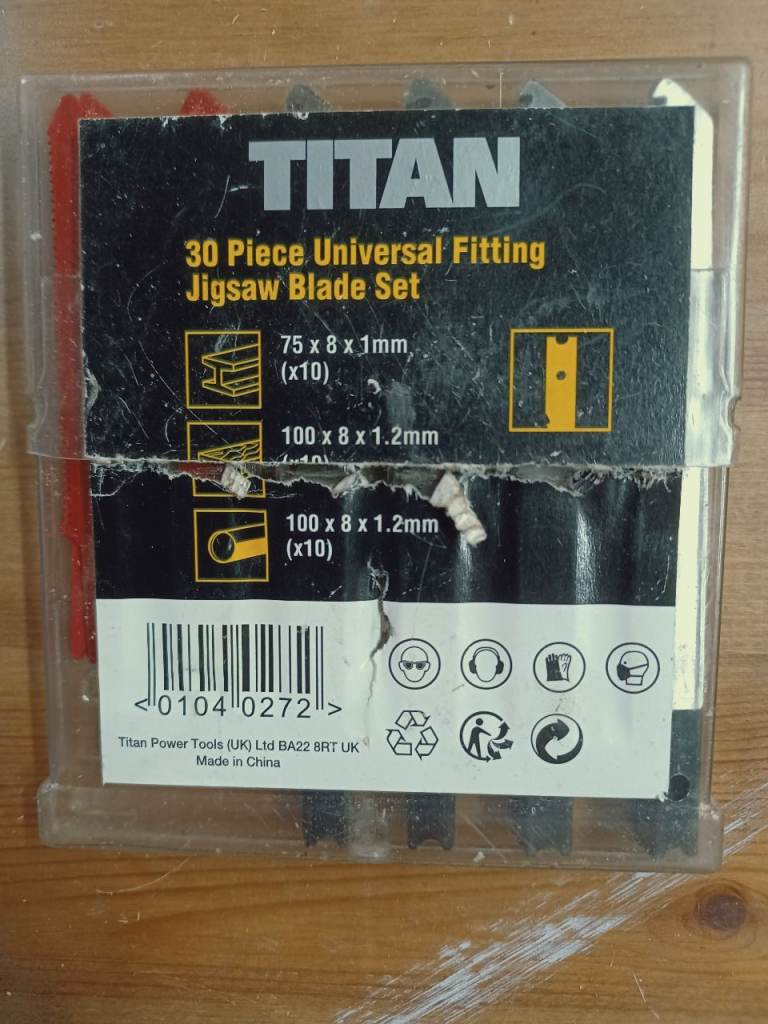 TITAN
30 Piece Universal Fitting
Jigsaw Blade Set
75 x 8 x 1mm
(x10)
100 x 8 x 1.2mm
(x10)
100 x 8 x 1.2mm
(x10)
<0104 0272>
Titan Power Tools (UK) Ltd BA22 8RT UK
Made in China